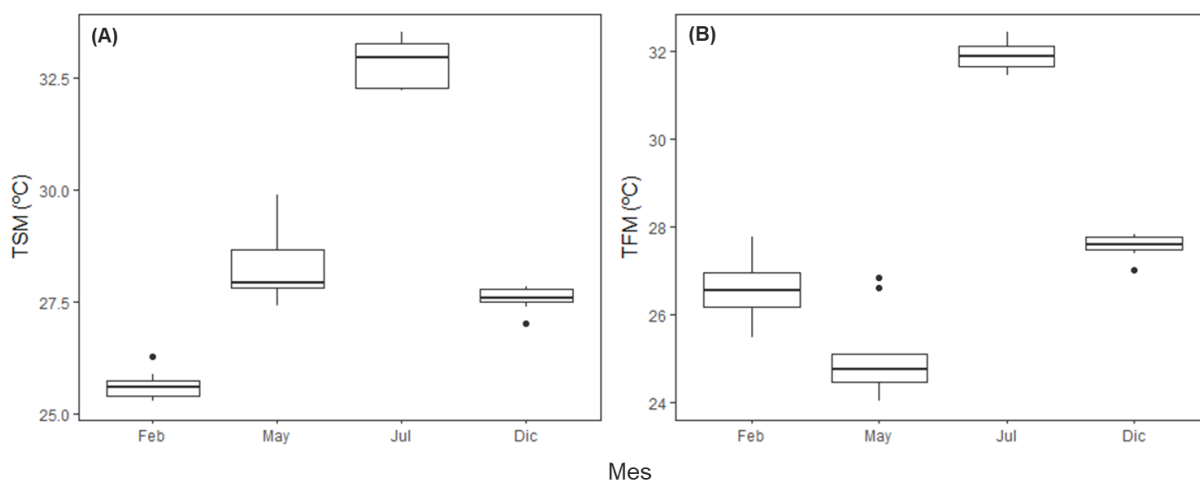 (A)
TSM (ºC)
32.5
30.0
27.5
25.0
Feb May Jul Dic
(B)
TFM (ºC)
32
30
28
26
24
Feb May Jul Dic
Mes